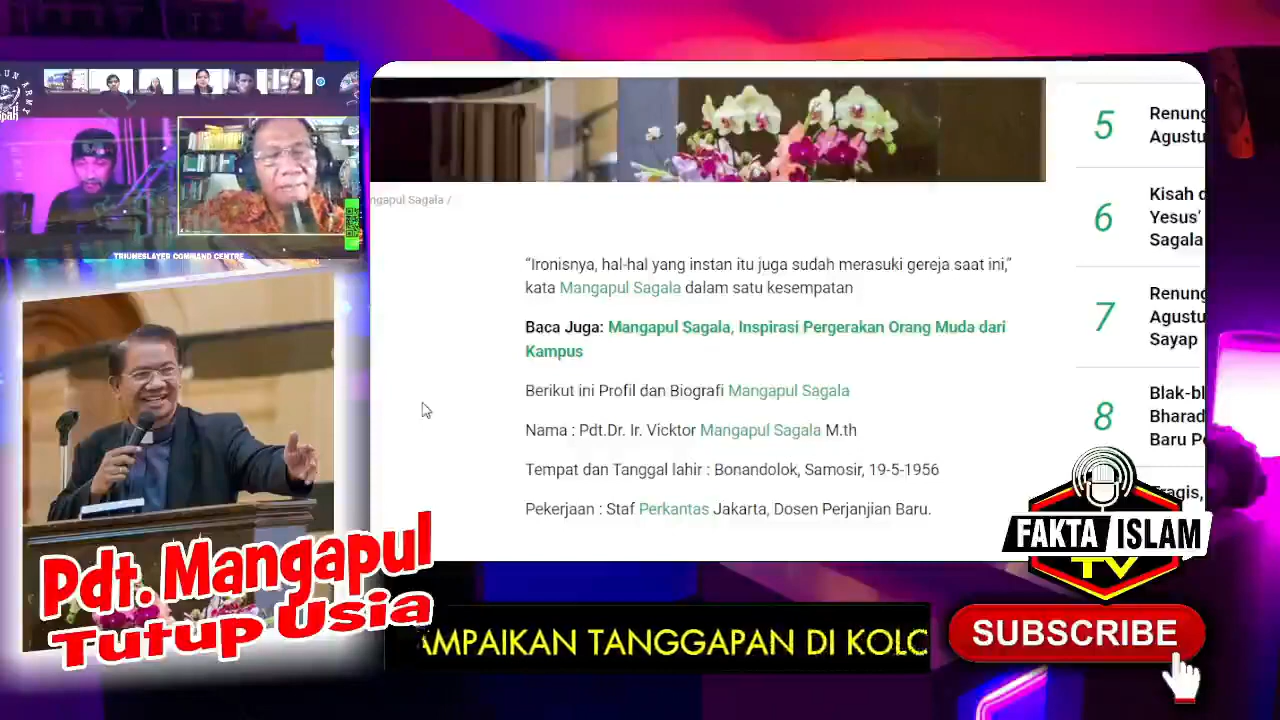 TRIUNESLAYER COMMAND CENTRE
ngapul Sagala /
“Ironisnya, hal-hal yang instan itu juga sudah merasuki gereja saat ini,”
kata Mangapul Sagala dalam satu kesempatan
Baca Juga: Mangapul Sagala, Inspirasi Pergerakan Orang Muda dari
Kampus
Berikut ini Profil dan Biografi Mangapul Sagala
Nama : Pdt.Dr. Ir. Vicktor Mangapul Sagala M.th
Tempat dan Tanggal lahir : Bonandolok, Samosir, 19-5-1956
Pekerjaan : Staf Perkantas Jakarta, Dosen Perjanjian Baru.
5
Renung
Agustu
6
Kisah d
Yesus’
Sagala
7
Renung
Agustu
Sayap
8
Blak-bl
Bharad
Baru Pe
Tragis,
FAKTA ISLAM
TV
Pdt. Mangapul
Tutup Usia
AMPAIKAN TANGGAPAN DI KOLO
SUBSCRIBE